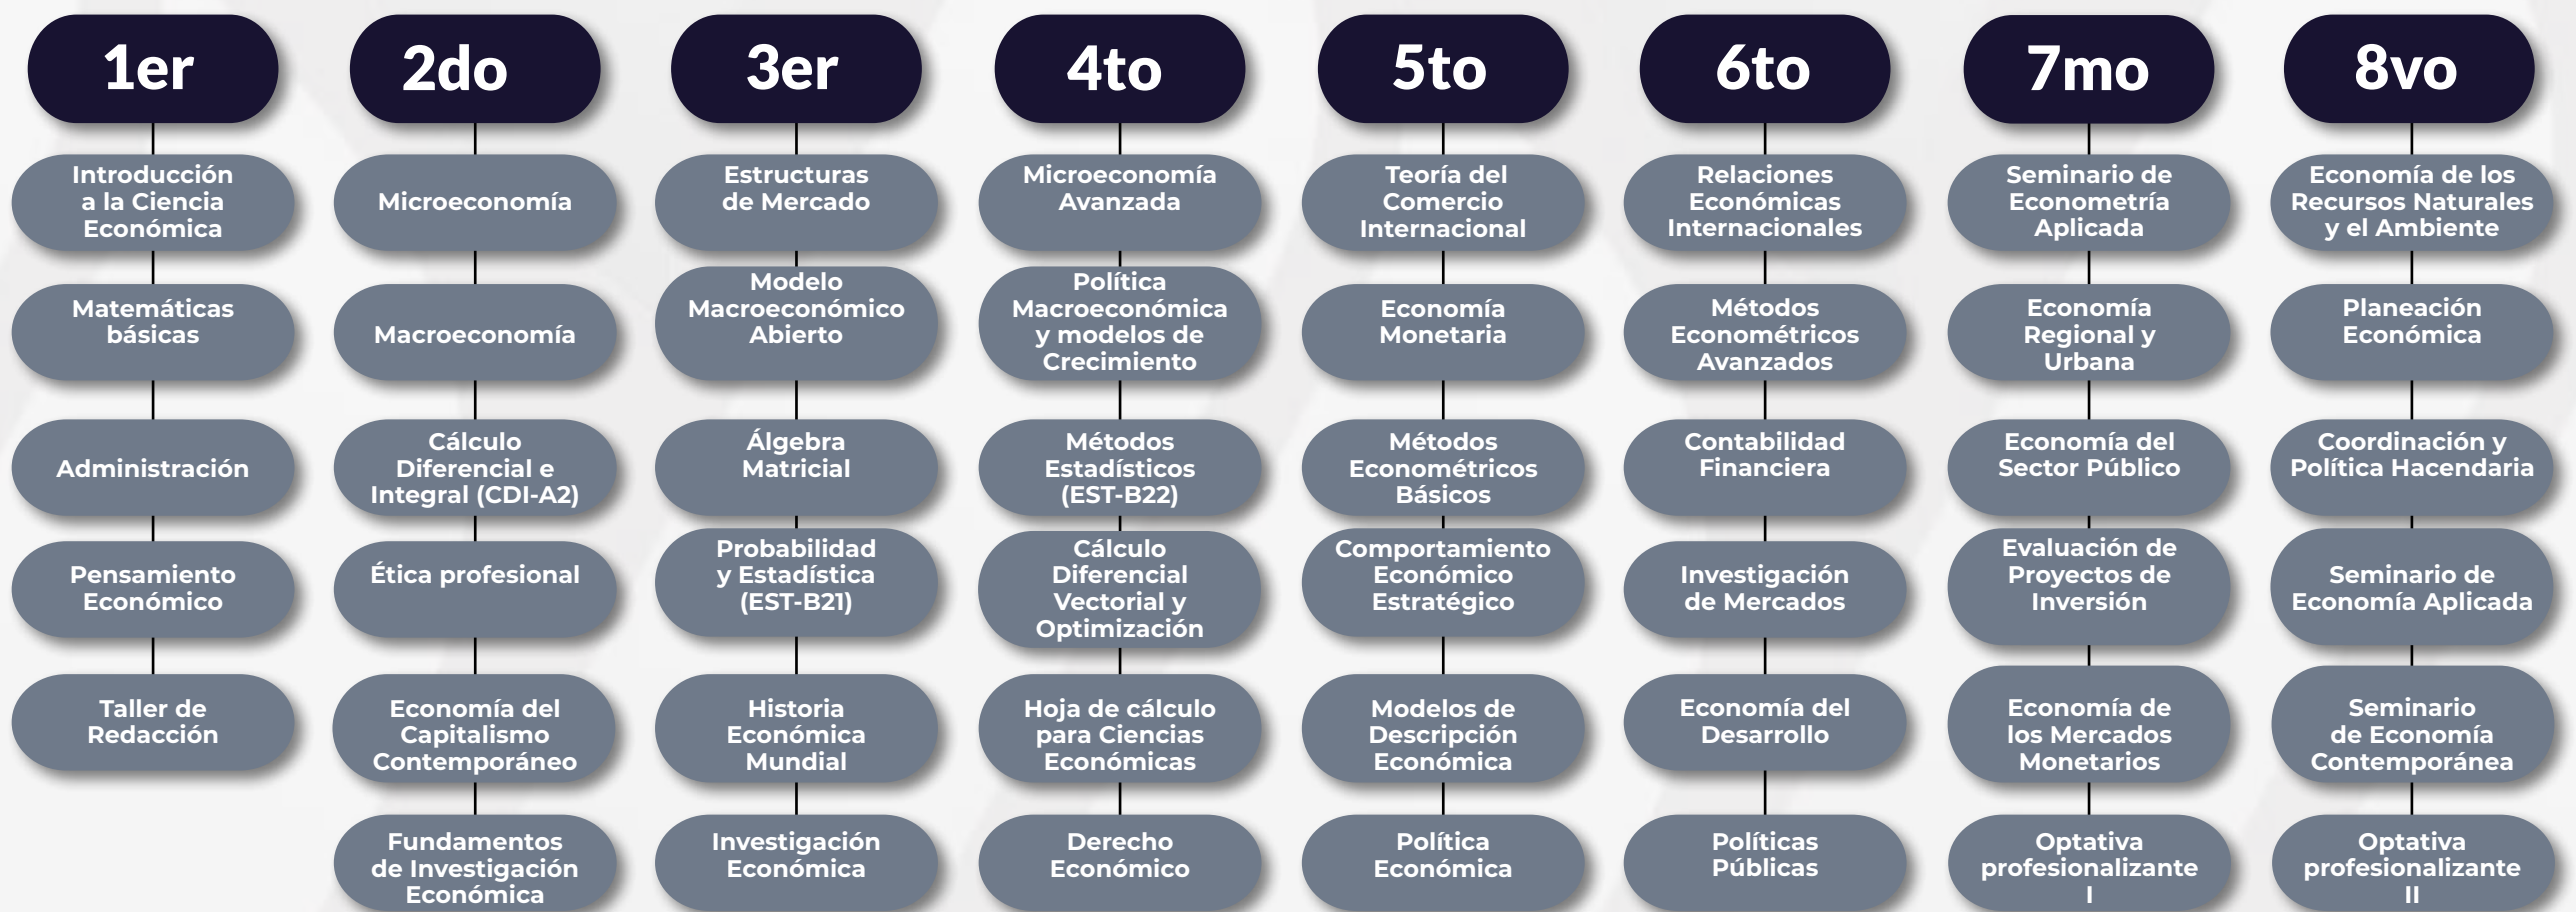 1er
Introducción
a la Ciencia
Económica
Matemáticas
básicas
Administración
Pensamiento
Económico
Taller de
Redacción
2do
Microeconomía
Macroeconomía
Cálculo
Diferencial e
Integral (CDI-A2)
Ética profesional
Economía del
Capitalismo
Contemporáneo
Fundamentos
de Investigación
Económica
3er
Estructuras
de Mercado
Modelo
Macroeconómico
Abierto
Álgebra
Matricial
Probabilidad
y Estadística
(EST-B21)
Historia
Económica
Mundial
Investigación
Económica
4to
Microeconomía
Avanzada
Política
Macroeconómica
y modelos de
Crecimiento
Métodos
Estadísticos
(EST-B22)
Cálculo
Diferencial
Vectorial y
Optimización
Hoja de cálculo
para Ciencias
Económicas
Derecho
Económico
5to
Teoría del
Comercio
Internacional
Economía
Monetaria
Métodos
Econométricos
Básicos
Comportamiento
Económico
Estratégico
Modelos de
Descripción
Económica
Política
Económica
6to
Relaciones
Económicas
Internacionales
Métodos
Econométricos
Avanzados
Contabilidad
Financiera
Investigación
de Mercados
Economía del
Desarrollo
Políticas
Públicas
7mo
Seminario de
Econometría
Aplicada
Economía
Regional y
Urbana
Economía del
Sector Público
Evaluación de
Proyectos de
Inversión
Economía de
los Mercados
Monetarios
Optativa
profesionalizante
I
8vo
Economía de los
Recursos Naturales
y el Ambiente
Planeación
Económica
Coordinación y
Política Hacendaria
Seminario de
Economía Aplicada
Seminario
de Economía
Contemporánea
Optativa
profesionalizante
II